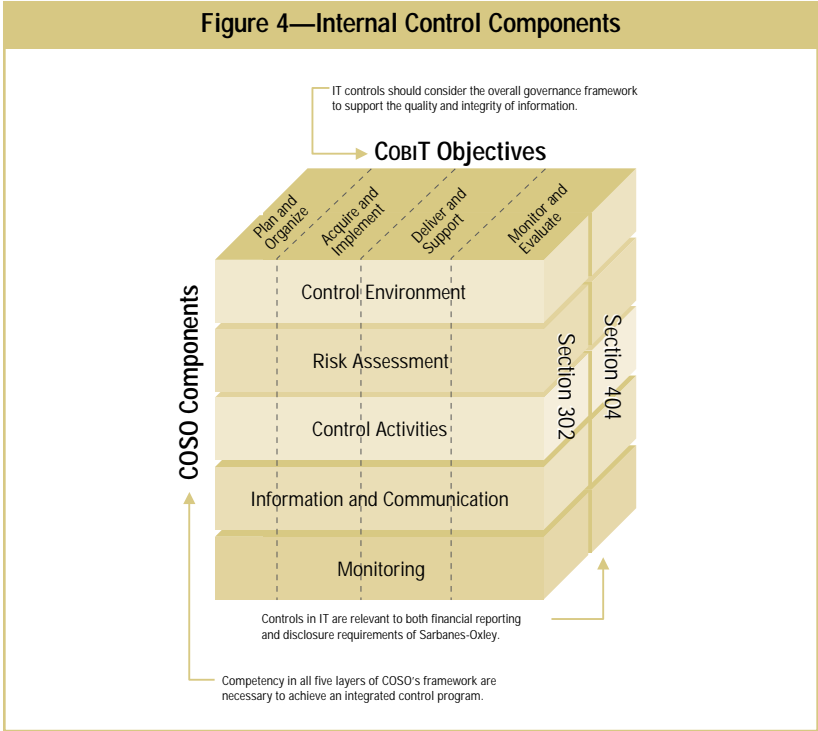 Figure 4—Internal Control Components
IT controls should consider the overall governance framework
to support the quality and integrity of information.
COBIT Objectives
Plan and
Organize
Acquire and
Implement
Deliver and
Support
Monitor and
Evaluate
COSO Components
Control Environment
Risk Assessment
Control Activities
Information and Communication
Monitoring
Section 302
Section 404
Controls in IT are relevant to both financial reporting
and disclosure requirements of Sarbanes-Oxley.
Competency in all five layers of COSO's framework are
necessary to achieve an integrated control program.